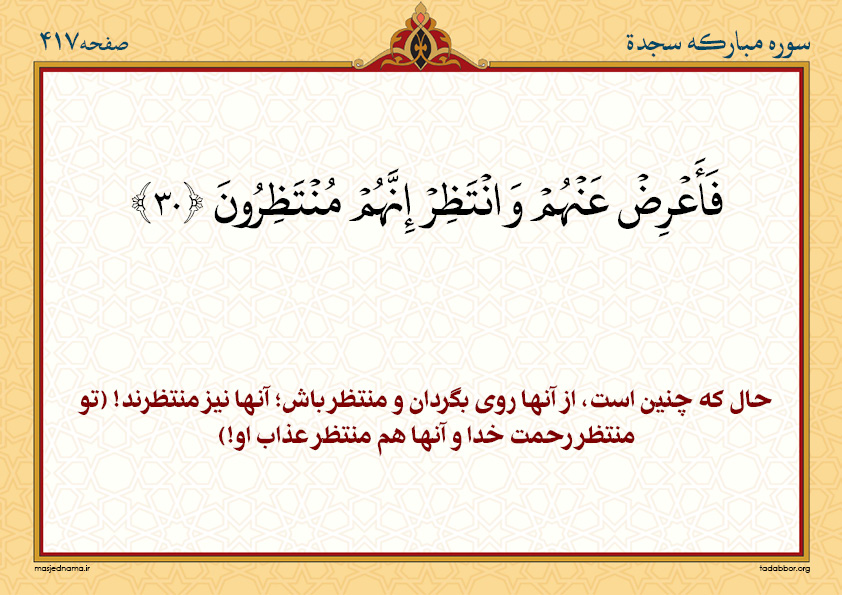 سوره مبارکه سجدة
صفحه۴۱۷
فَأَعْرِضْ عَنْهُمْ وَانْتَظِرْ إِنَّهُمْ مُنْتَظِرُونَ ﴿۳۰﴾
حال که چنین است، از آنها روی بگردان و منتظر باش؛ آنها نیز منتظرند! (تو
منتظر رحمت خدا و آنها هم منتظر عذاب او!)
masjednama.ir
tadabbor.org